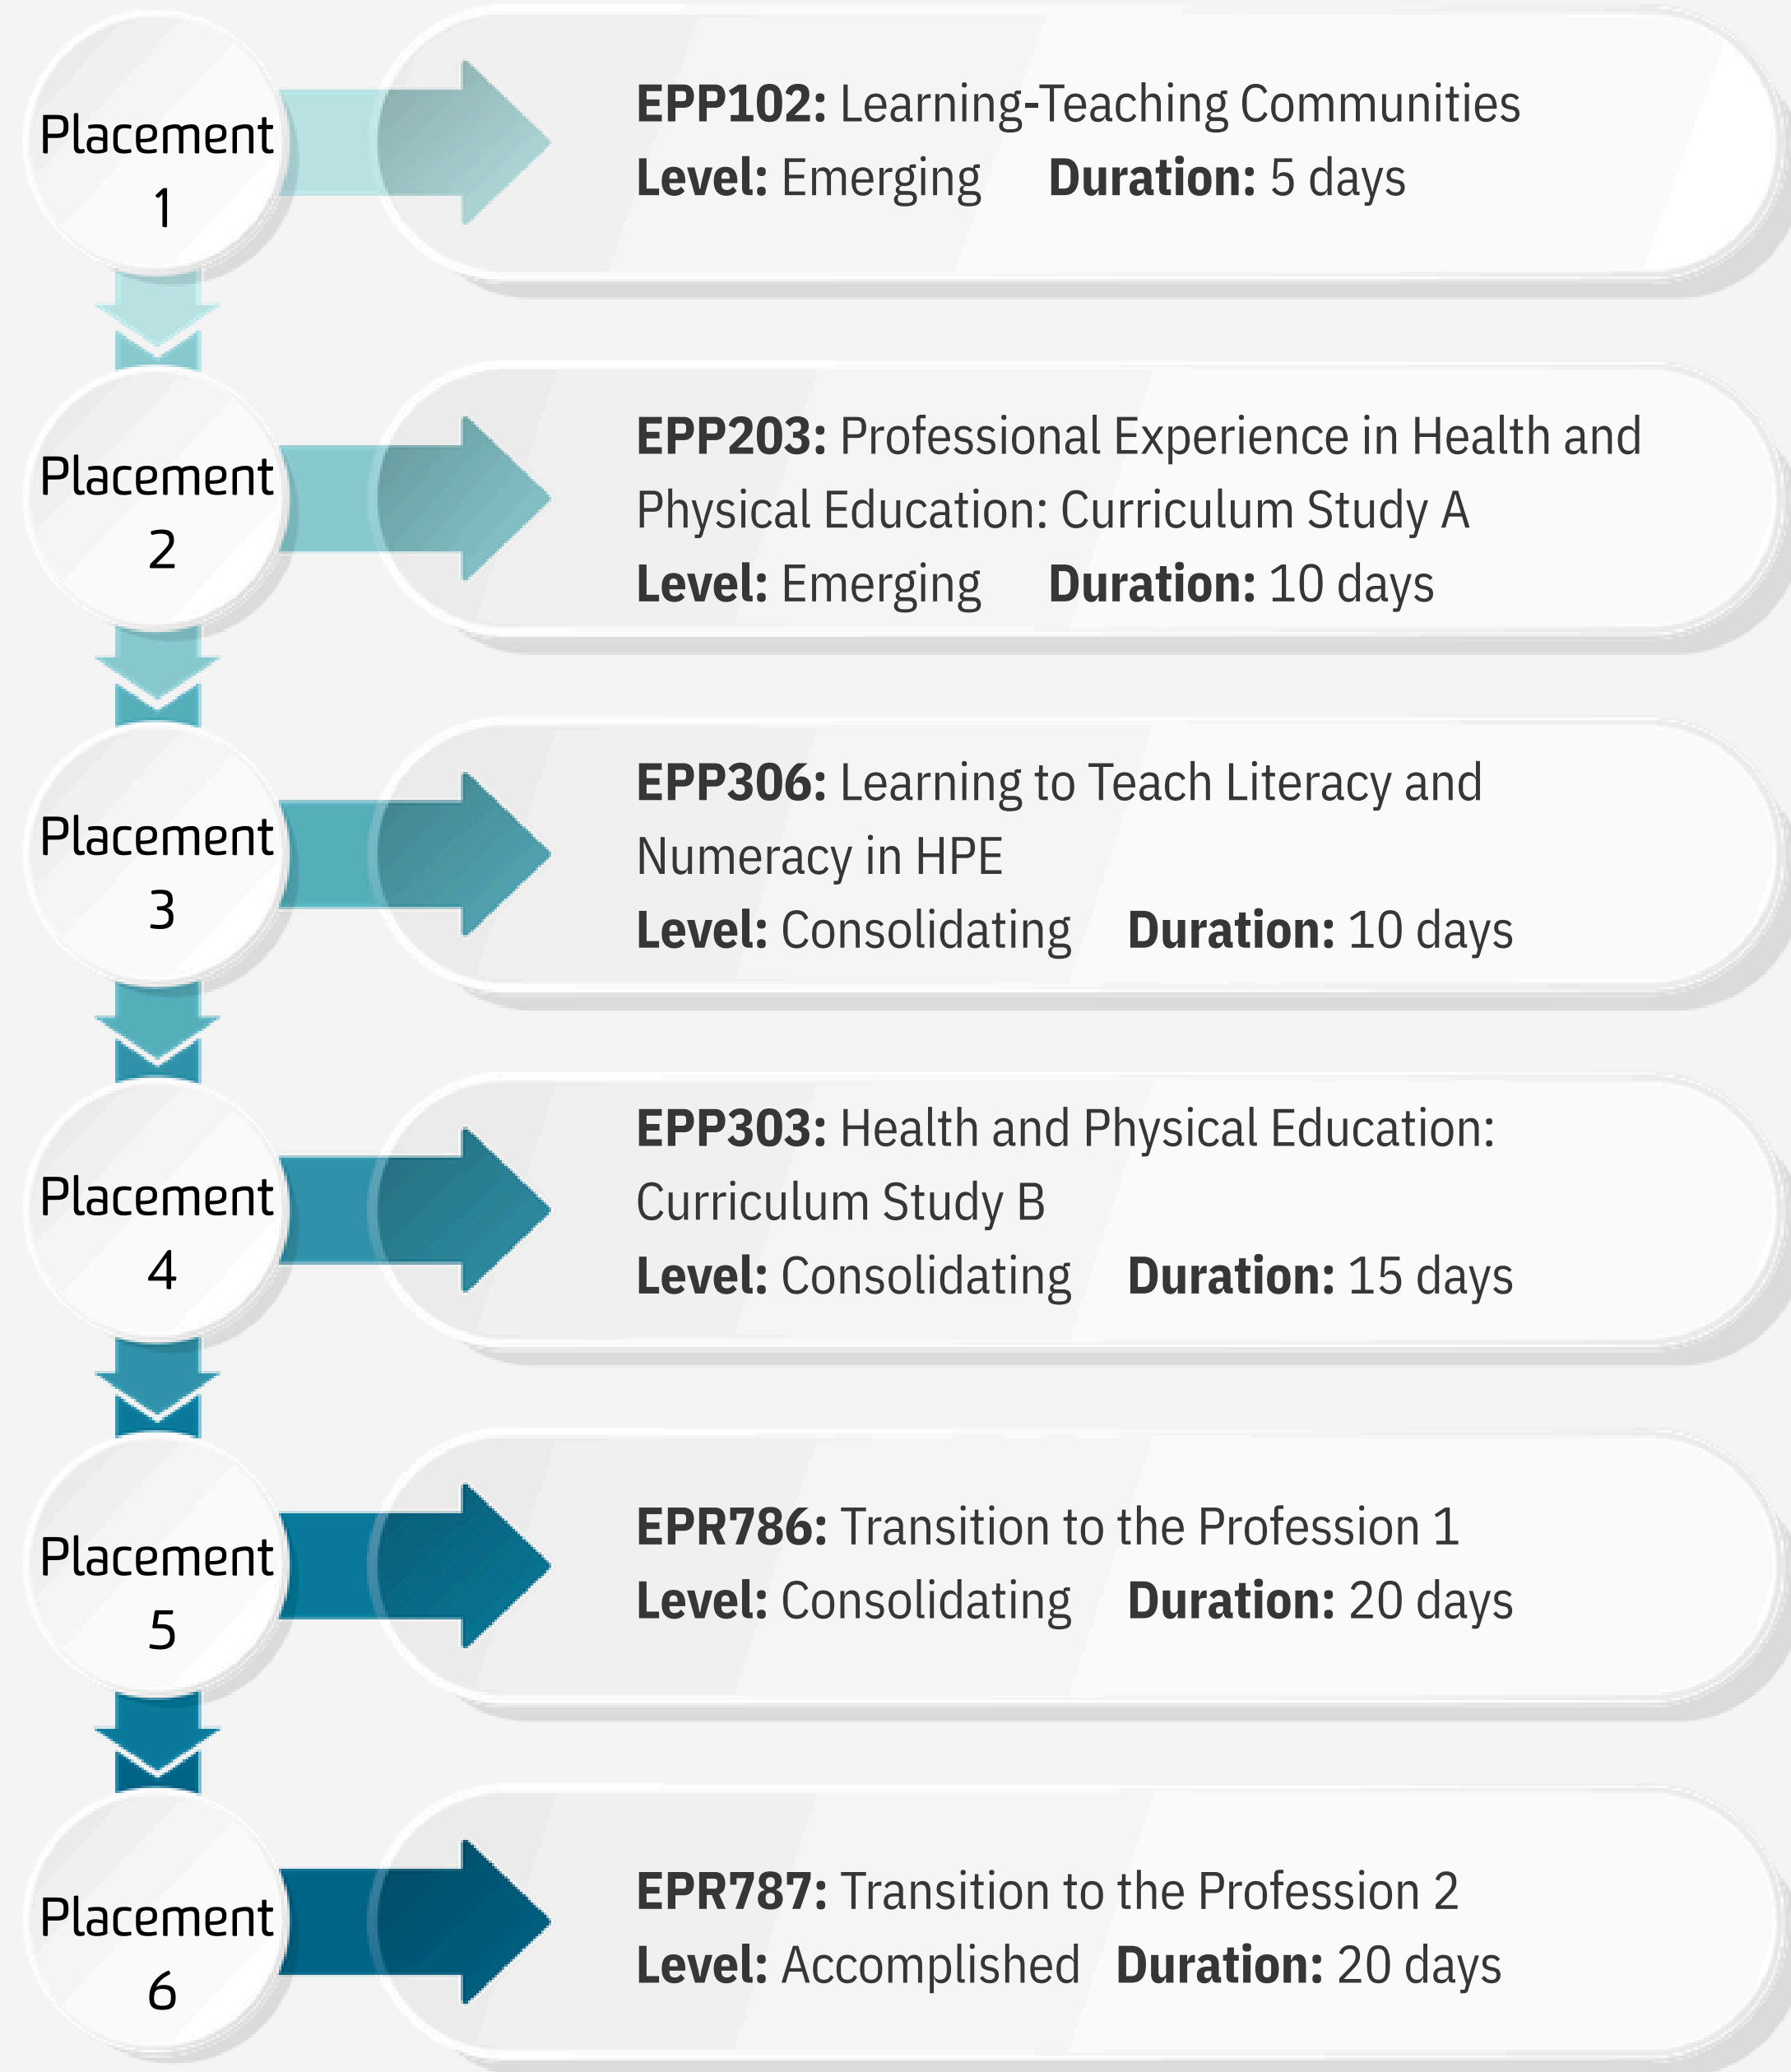 Placement
1
EPP102: Learning-Teaching Communities
Level: Emerging Duration: 5 days
Placement
2
EPP203: Professional Experience in Health and
Physical Education: Curriculum Study A
Level: Emerging Duration: 10 days
Placement
3
EPP306: Learning to Teach Literacy and
Numeracy in HPE
Level: Consolidating Duration: 10 days
Placement
4
EPP303: Health and Physical Education:
Curriculum Study B
Level: Consolidating Duration: 15 days
Placement
5
EPR786: Transition to the Profession 1
Level: Consolidating Duration: 20 days
Placement
6
EPR787: Transition to the Profession 2
Level: Accomplished Duration: 20 days